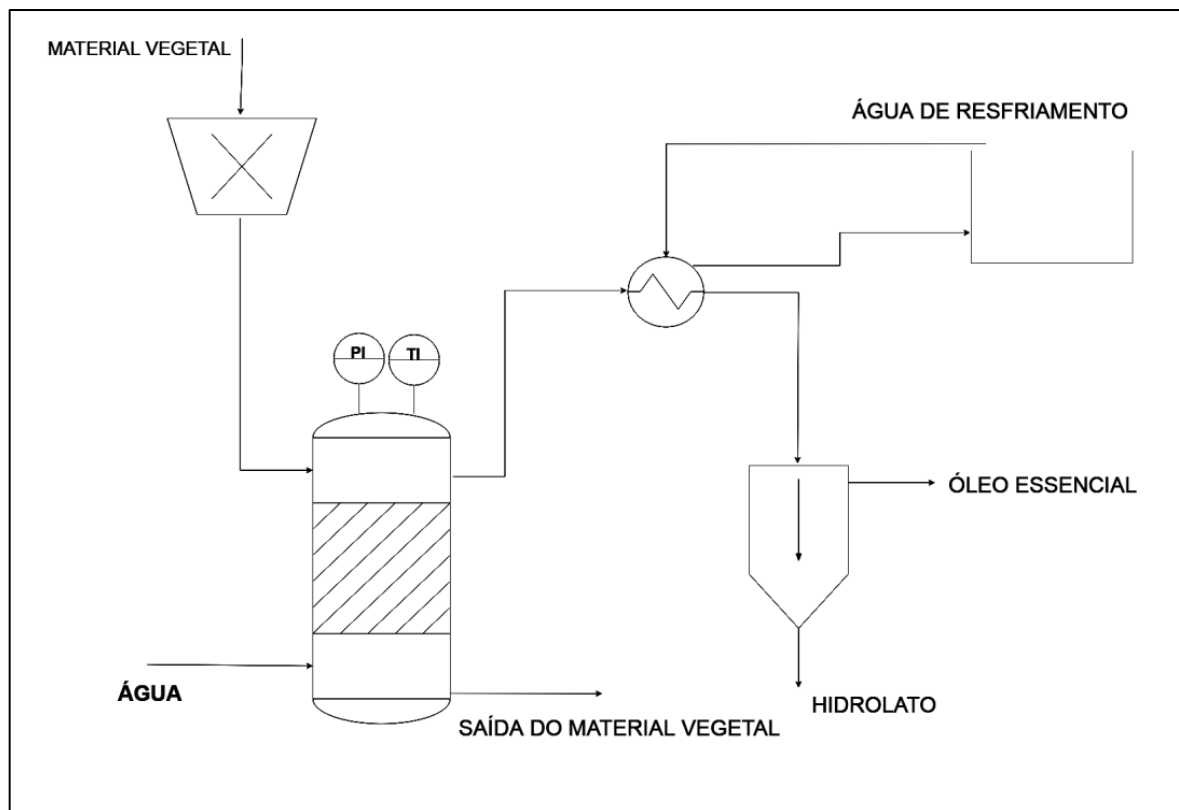 MATERIAL VEGETAL
ÁGUA DE RESFRIAMENTO
PI
TI
ÓLEO ESSENCIAL
ÁGUA
SAÍDA DO MATERIAL VEGETAL
HIDROLATO